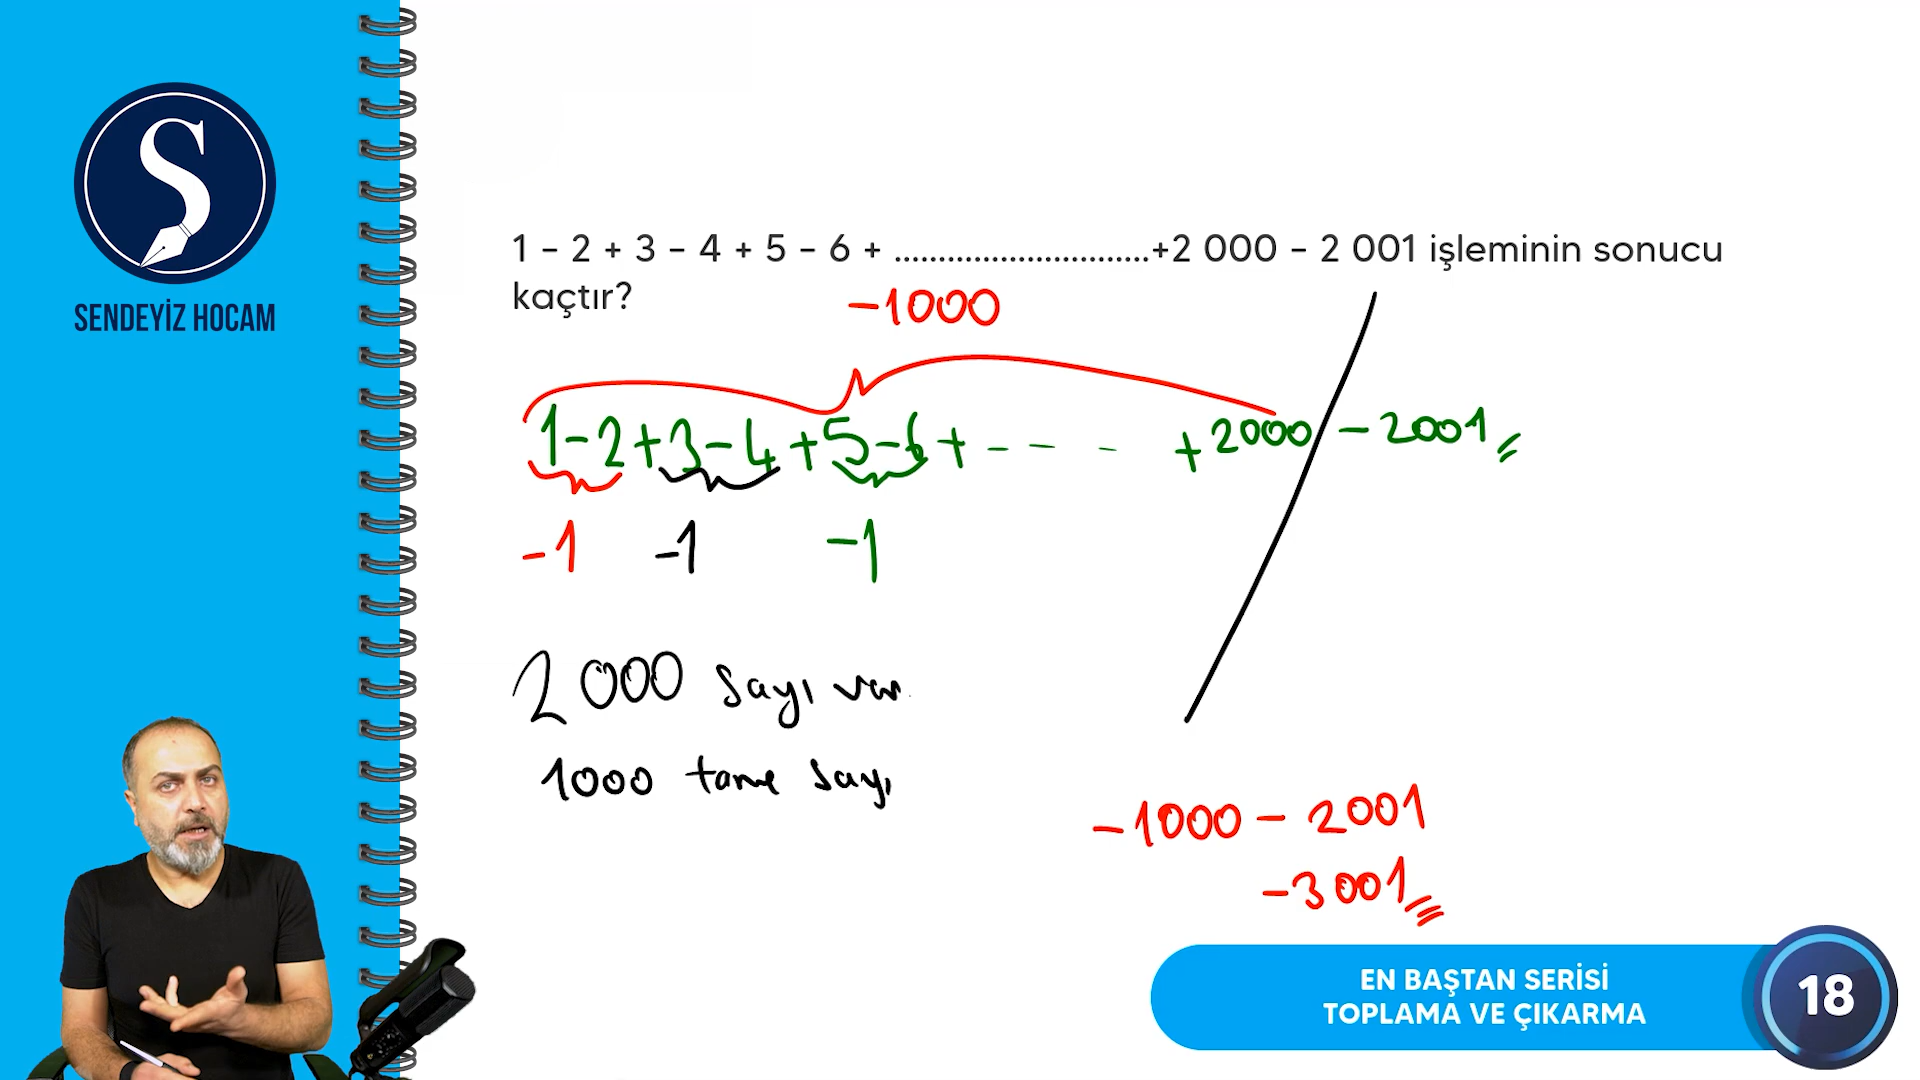 S
SENDEYİZ HOCAM
1 - 2 + 3 - 4 + 5 - 6 + .............................+2 000 - 2 001 işleminin sonucu
kaçtır?
-1000
1-2+3-4+5-6+- - - +2000 -2001
-1 -1 -1
2000 sayı var
1000 tane sayı
-1000 - 2001
-3001
EN BAŞTAN SERİSİ
TOPLAMA VE ÇIKARMA
18